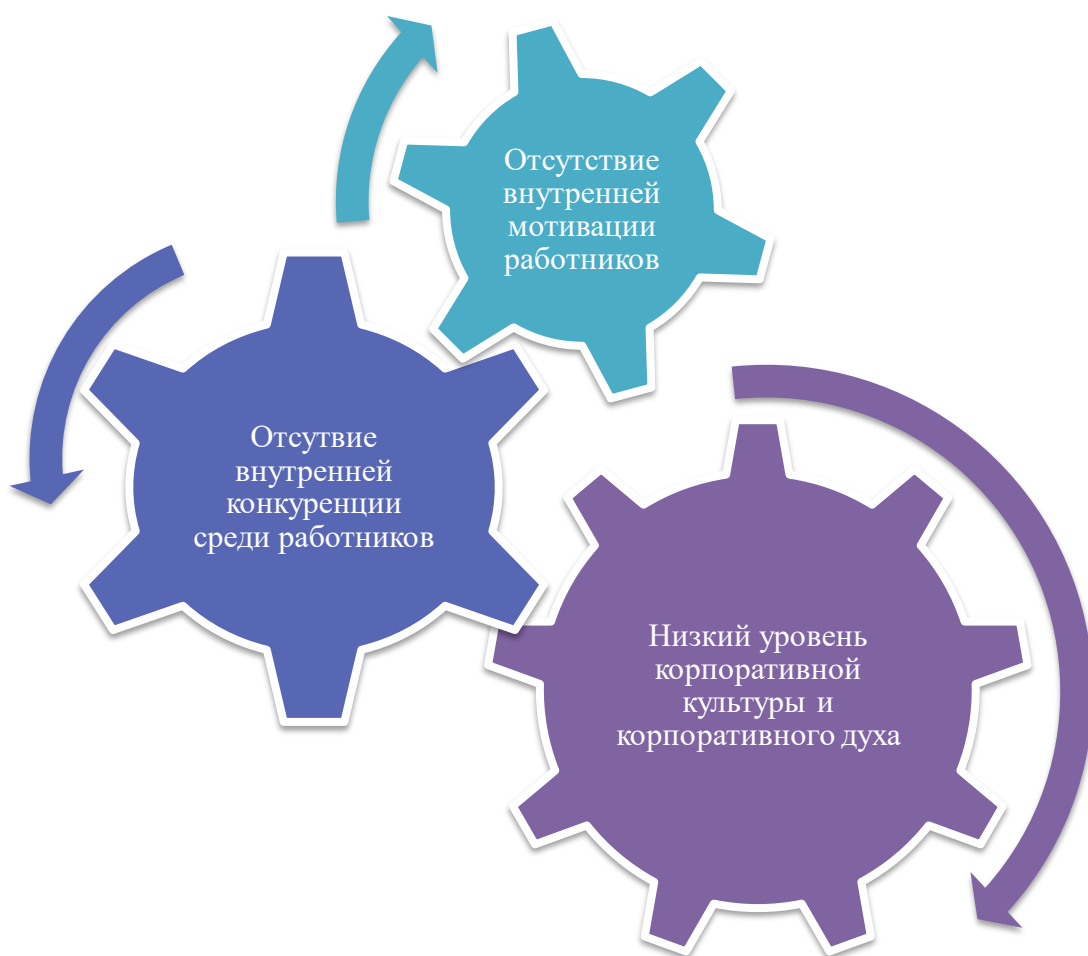 Отсутствие
внутренней
мотивации
работников
Отсутвие
внутренней
конкуренции
среди работников
Низкий уровень
корпоративной
культуры и
корпоративного духа